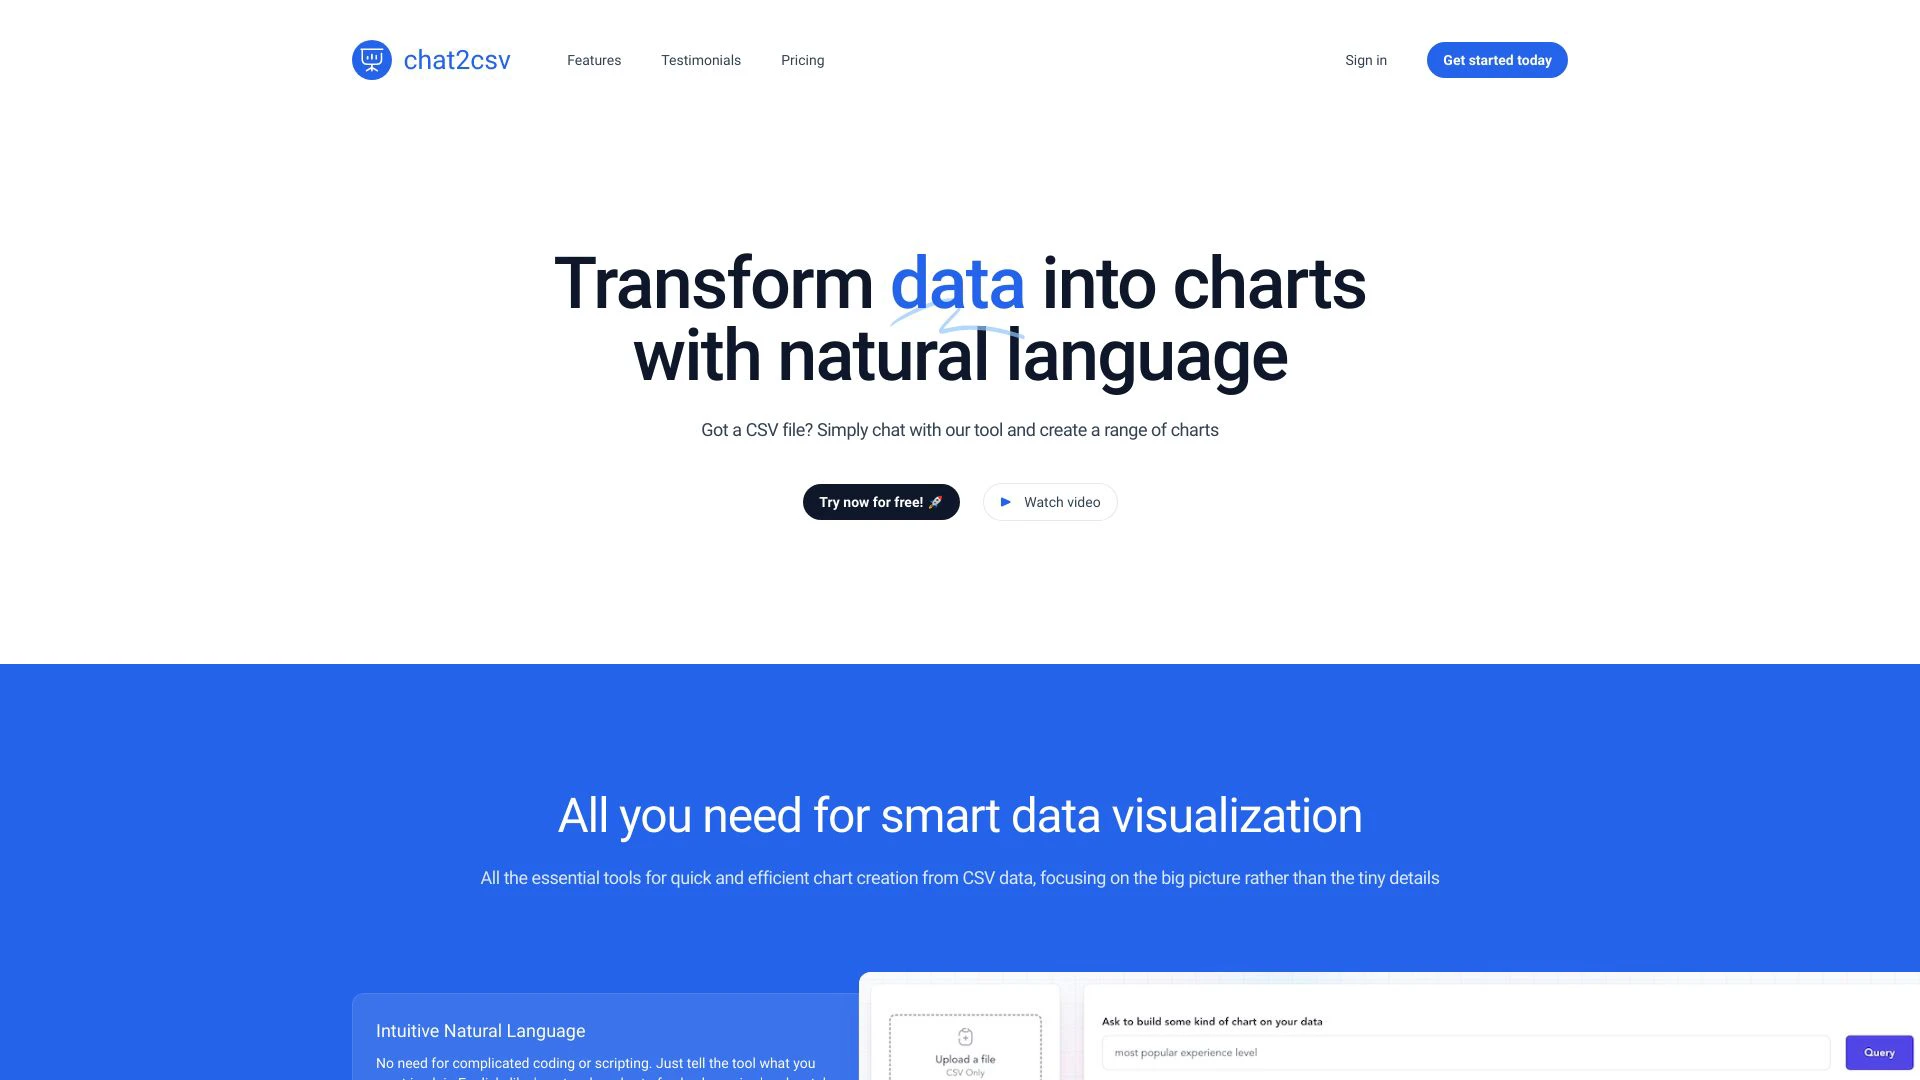 chat2csv
Features
Testimonials
Pricing
Sign in
Get started today
Transform data into charts
with natural language
Got a CSV file? Simply chat with our tool and create a range of charts
Try now for free! 🚀
Watch video
All you need for smart data visualization
All the essential tools for quick and efficient chart creation from CSV data, focusing on the big picture rather than the tiny details
Intuitive Natural Language
No need for complicated coding or scripting. Just tell the tool what you
Upload a file
CSV Only
Ask to build some kind of chart on your data
most popular experience level
Query